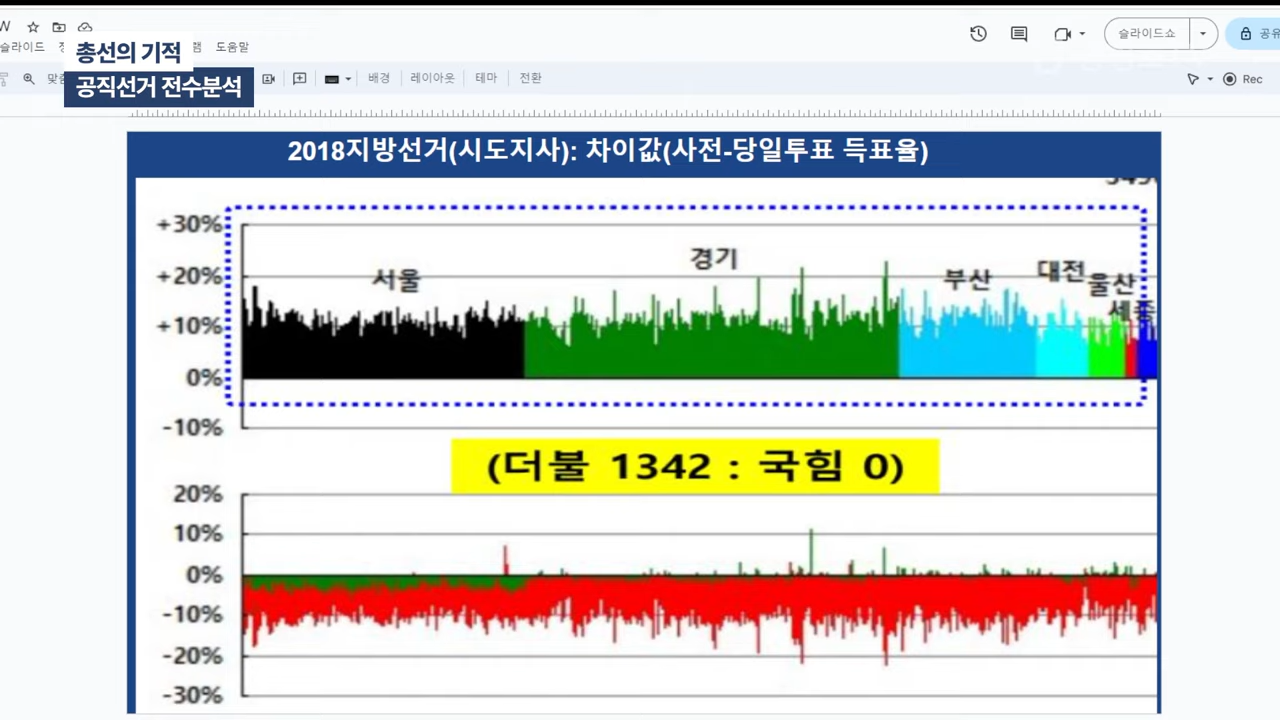 슬라이드
도움말
슬라이드쇼
공유
총선의 기적
공직선거 전수분석
배경
레이아웃
테마
전환
Rec
2018지방선거(시도지사): 차이값(사전-당일투표 득표율)
+30%
+20%
+10%
0%
-10%
서울
경기
부산
대전
울산
세종
(더불 1342 : 국힘 0)
20%
10%
0%
-10%
-20%
-30%